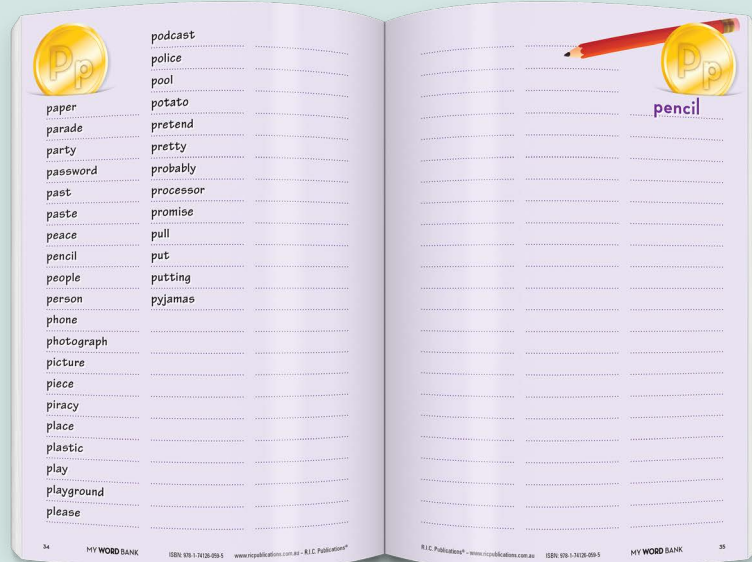 Pp
paper
parade
party
password
past
paste
peace
pencil
people
person
phone
photograph
picture
piece
piracy
place
plastic
play
playground
please
podcast
police
pool
potato
pretend
pretty
probably
processor
promise
pull
put
putting
pyjamas
34 MY WORD BANK ISBN: 978-1-74126-059-5 www.ricpublications.com.au – R.I.C. Publications®
Pp
pencil
R.I.C. Publications® – www.ricpublications.com.au ISBN: 978-1-74126-059-5 MY WORD BANK 35